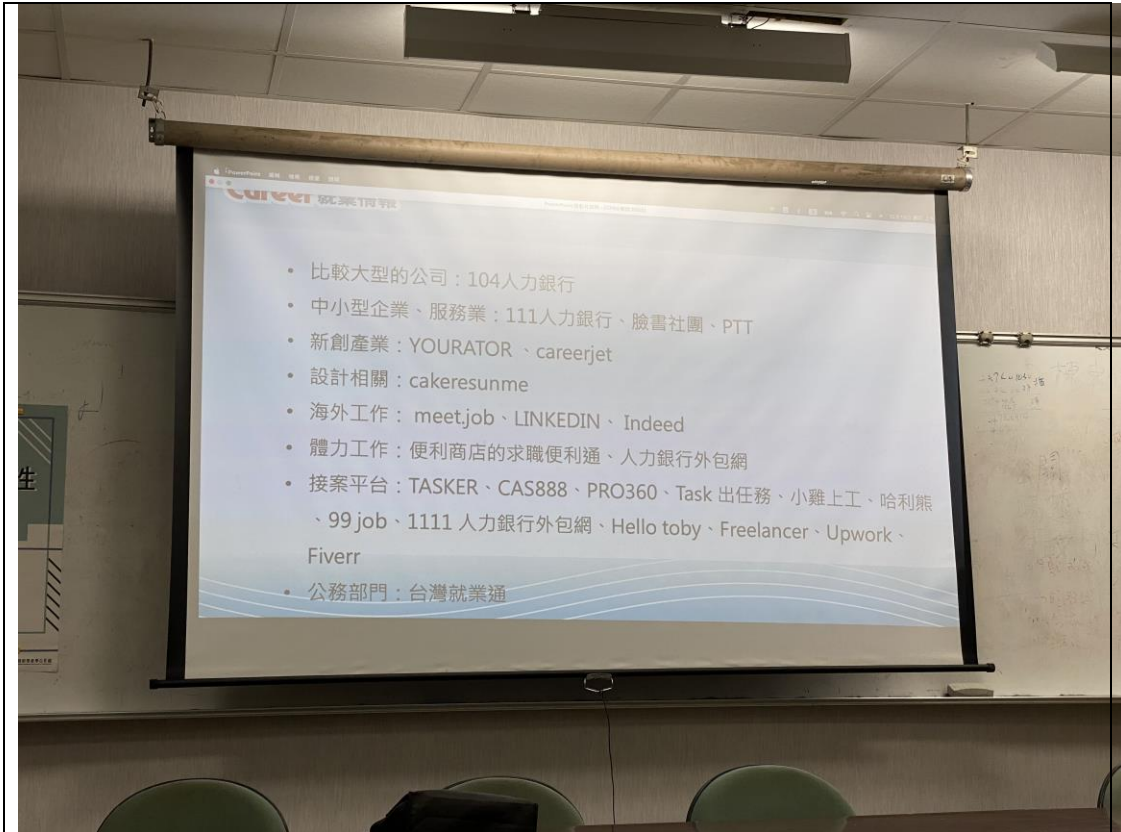 PowerPoint
Career 就業情報
• 比較大型的公司：104人力銀行
• 中小型企業、服務業：111人力銀行、臉書社團、PTT
• 新創產業：YOURATOR 、careerjet
• 設計相關：cakeresunme
• 海外工作： meet.job、LINKEDIN、 Indeed
• 體力工作：便利商店的求職便利通、人力銀行外包網
• 接案平台：TASKER、CAS888、PRO360、Task 出任務、小雞上工、哈利熊
、99 job、1111 人力銀行外包網、Hello toby、Freelancer、Upwork、
Fiverr
• 公務部門：台灣就業通
生